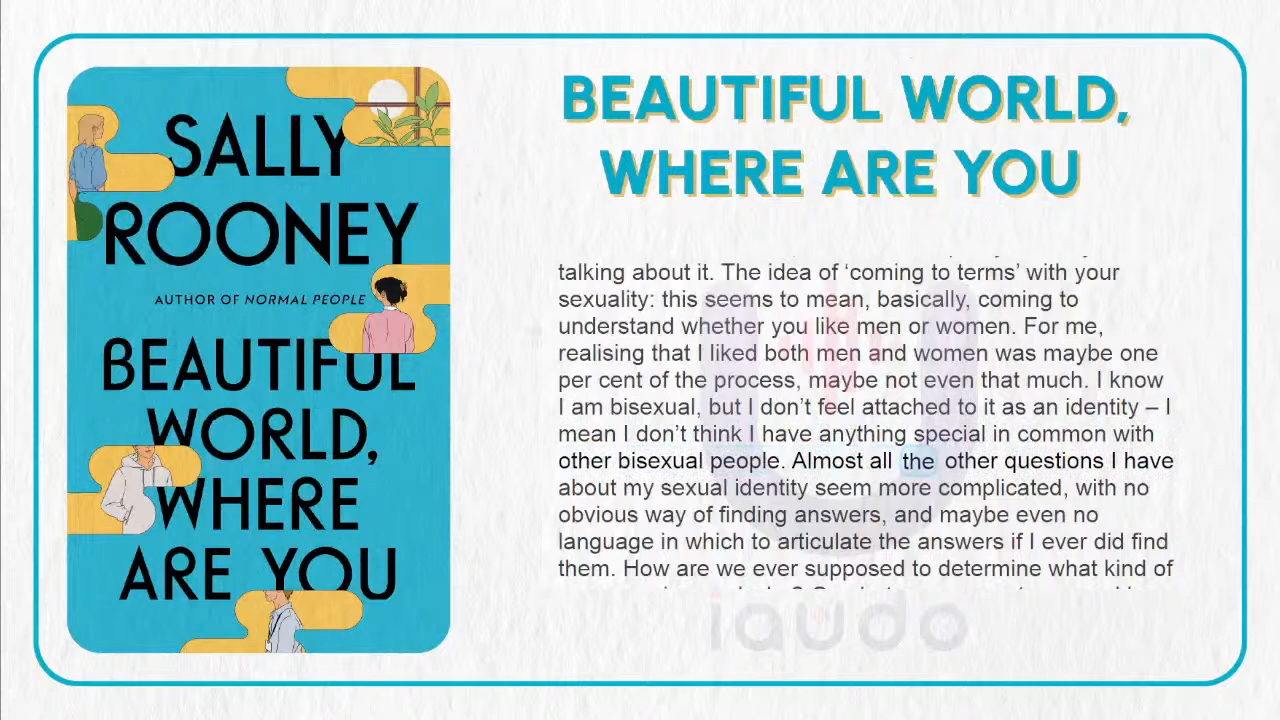 SALLY
ROONEY
AUTHOR OF NORMAL PEOPLE
BEAUTIFUL
WORLD,
WHERE
ARE YOU
BEAUTIFUL WORLD,
WHERE ARE YOU
talking about it. The idea of ‘coming to terms’ with your
sexuality: this seems to mean, basically, coming to
understand whether you like men or women. For me,
realising that I liked both men and women was maybe one
per cent of the process, maybe not even that much. I know
I am bisexual, but I don’t feel attached to it as an identity – I
mean I don’t think I have anything special in common with
other bisexual people. Almost all the other questions I have
about my sexual identity seem more complicated, with no
obvious way of finding answers, and maybe even no
language in which to articulate the answers if I ever did find
them. How are we ever supposed to determine what kind of
iaudo